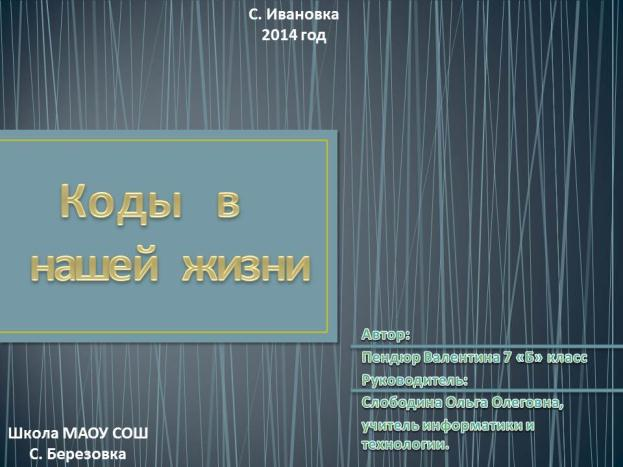 С. Ивановка
2014 год
Коды в
нашей жизни
Автор:
Пендюр Валентина 7 «Б» класс
Руководитель:
Слободина Ольга Олеговна,
учитель информатики и
технологии.
Школа МАОУ СОШ
С. Березовка